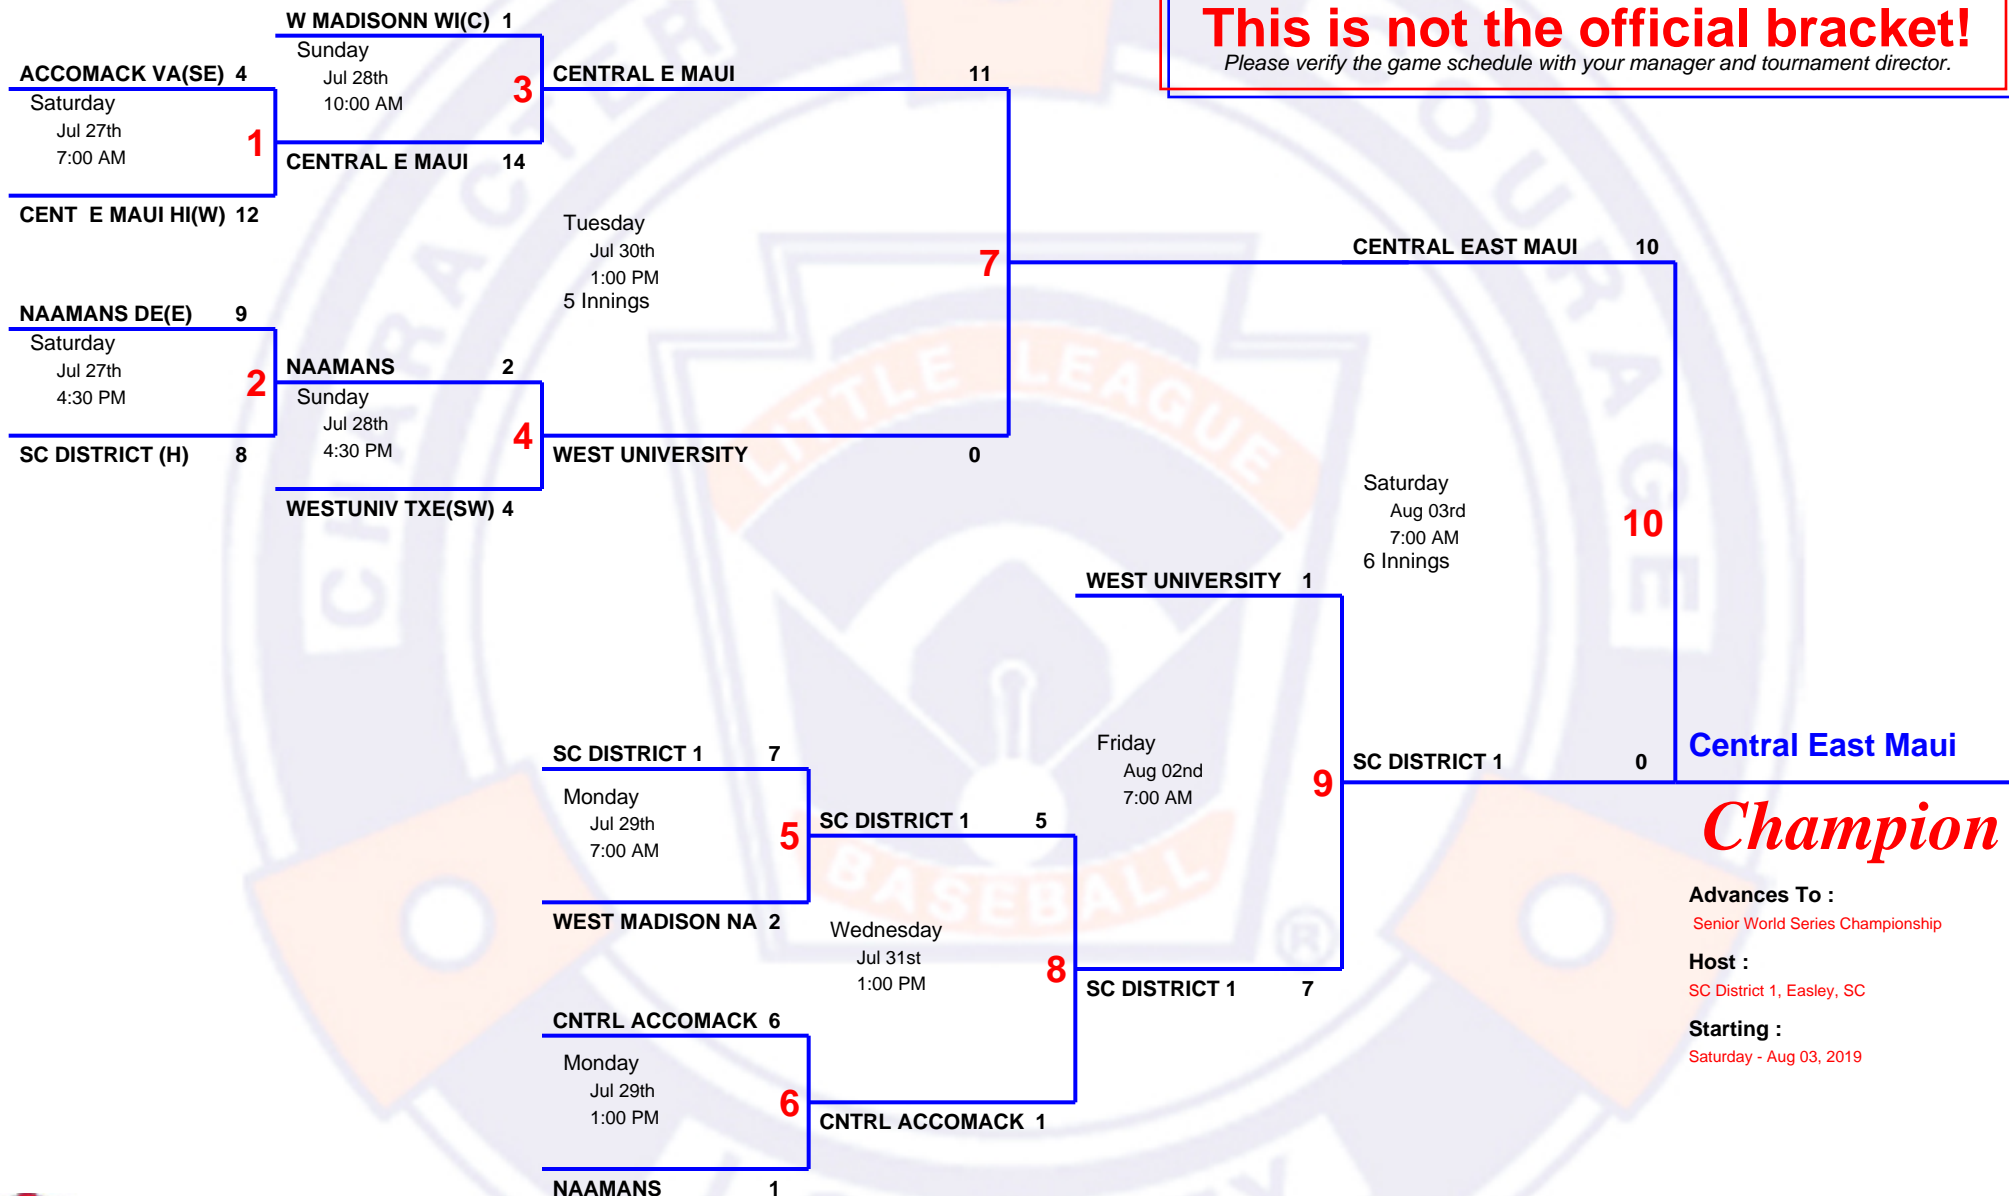 This is not the official bracket!
Please verify the game schedule with your manager and tournament director.
W MADISONN WI(C) 1
Sunday
Jul 28th
10:00 AM
3
ACCOMACK VA(SE) 4
Saturday
Jul 27th
7:00 AM
1
CENT E MAUI HI(W) 12
CENTRAL E MAUI 14
CENTRAL E MAUI 11
Tuesday
Jul 30th
1:00 PM
5 Innings
7
NAAMANS DE(E) 9
Saturday
Jul 27th
4:30 PM
2
SC DISTRICT (H) 8
NAAMANS 2
Sunday
Jul 28th
4:30 PM
4
WESTUNIV TXE(SW) 4
WEST UNIVERSITY 0
CENTRAL EAST MAUI 10
Saturday
Aug 03rd
7:00 AM
6 Innings
10
WEST UNIVERSITY 1
Friday
Aug 02nd
7:00 AM
9
SC DISTRICT 1 0
SC DISTRICT 1 7
Monday
Jul 29th
7:00 AM
5
WEST MADISON NA 2
SC DISTRICT 1 5
Wednesday
Jul 31st
1:00 PM
8
SC DISTRICT 1 7
CNTRL ACCOMACK 6
Monday
Jul 29th
1:00 PM
6
CNTRL ACCOMACK 1
NAAMANS 1
Central East Maui
Champion
Advances To :
Senior World Series Championship
Host :
SC District 1, Easley, SC
Starting :
Saturday - Aug 03, 2019
CHARACTER
COURAGE
LITTLE LEAGUE
BASEBALL
®